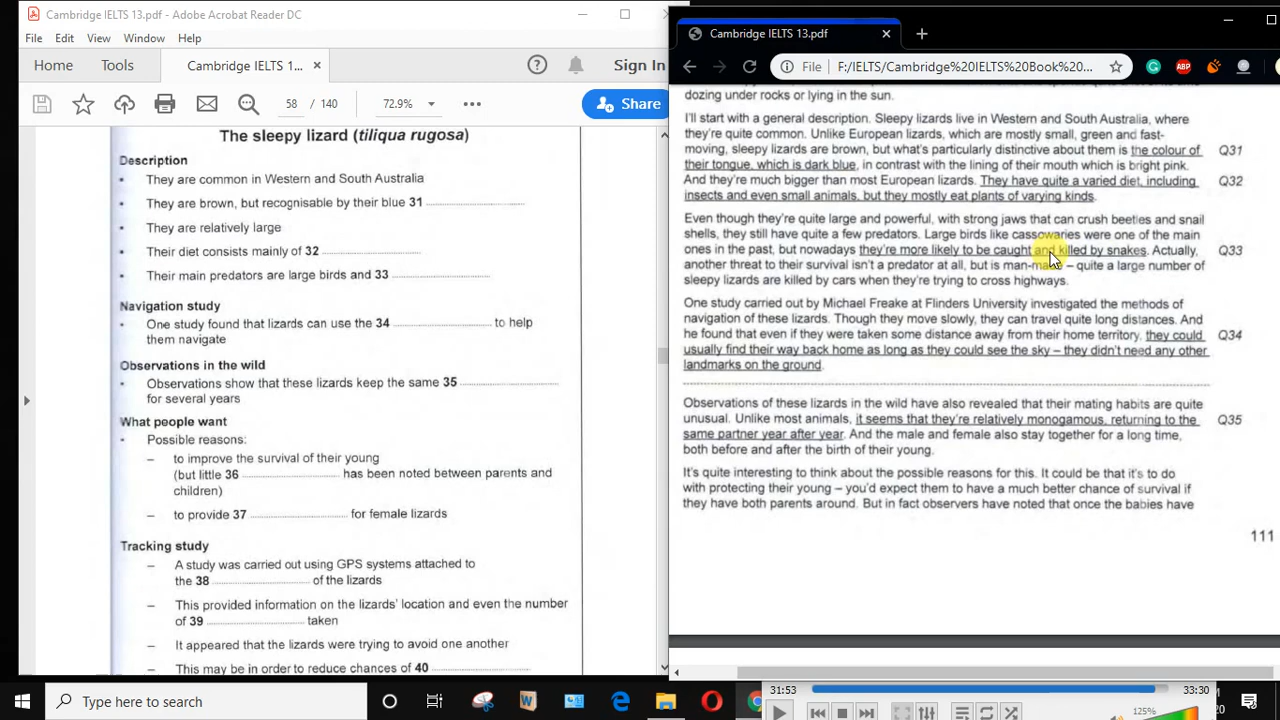 Cambridge IELTS 13.pdf - Adobe Acrobat Reader DC
File Edit View Window Help
Home Tools Cambridge IELTS 1... × Sign In
58 / 140 72.9% Share
The sleepy lizard (tiliqua rugosa)
Description
They are common in Western and South Australia
They are brown, but recognisable by their blue 31
They are relatively large
Their diet consists mainly of 32
Their main predators are large birds and 33
Navigation study
One study found that lizards can use the 34 to help
them navigate
Observations in the wild
Observations show that these lizards keep the same 35
for several years
What people want
Possible reasons:
– to improve the survival of their young
(but little 36 has been noted between parents and
children)
– to provide 37 for female lizards
Tracking study
– A study was carried out using GPS systems attached to
the 38 of the lizards
– This provided information on the lizards' location and even the number
of 39 taken
– It appeared that the lizards were trying to avoid one another
– This may be in order to reduce chances of 40
Cambridge IELTS 13.pdf
File F:/IELTS/Cambridge%20IELTS%20Book%20...
ABP
dozing under rocks or lying in the sun.
I'll start with a general description. Sleepy lizards live in Western and South Australia, where
they're quite common. Unlike European lizards, which are mostly small, green and fast-
moving, sleepy lizards are brown, but what's particularly distinctive about them is the colour of Q31
their tongue, which is dark blue, in contrast with the lining of their mouth which is bright pink.
And they're much bigger than most European lizards. They have quite a varied diet, including Q32
insects and even small animals, but they mostly eat plants of varying kinds.
Even though they're quite large and powerful, with strong jaws that can crush beetles and snail
shells, they still have quite a few predators. Large birds like cassowaries were one of the main
ones in the past, but nowadays they're more likely to be caught and killed by snakes. Actually, Q33
another threat to their survival isn't a predator at all, but is man-made – quite a large number of
sleepy lizards are killed by cars when they're trying to cross highways.
One study carried out by Michael Freake at Flinders University investigated the methods of
navigation of these lizards. Though they move slowly, they can travel quite long distances. And
he found that even if they were taken some distance away from their home territory, they could Q34
usually find their way back home as long as they could see the sky – they didn't need any other
landmarks on the ground.
Observations of these lizards in the wild have also revealed that their mating habits are quite
unusual. Unlike most animals, it seems that they're relatively monogamous, returning to the Q35
same partner year after year. And the male and female also stay together for a long time,
both before and after the birth of their young.
It's quite interesting to think about the possible reasons for this. It could be that it's to do
with protecting their young – you'd expect them to have a much better chance of survival if
they have both parents around. But in fact observers have noted that once the babies have
111
Type here to search
31:53 33:30
125%